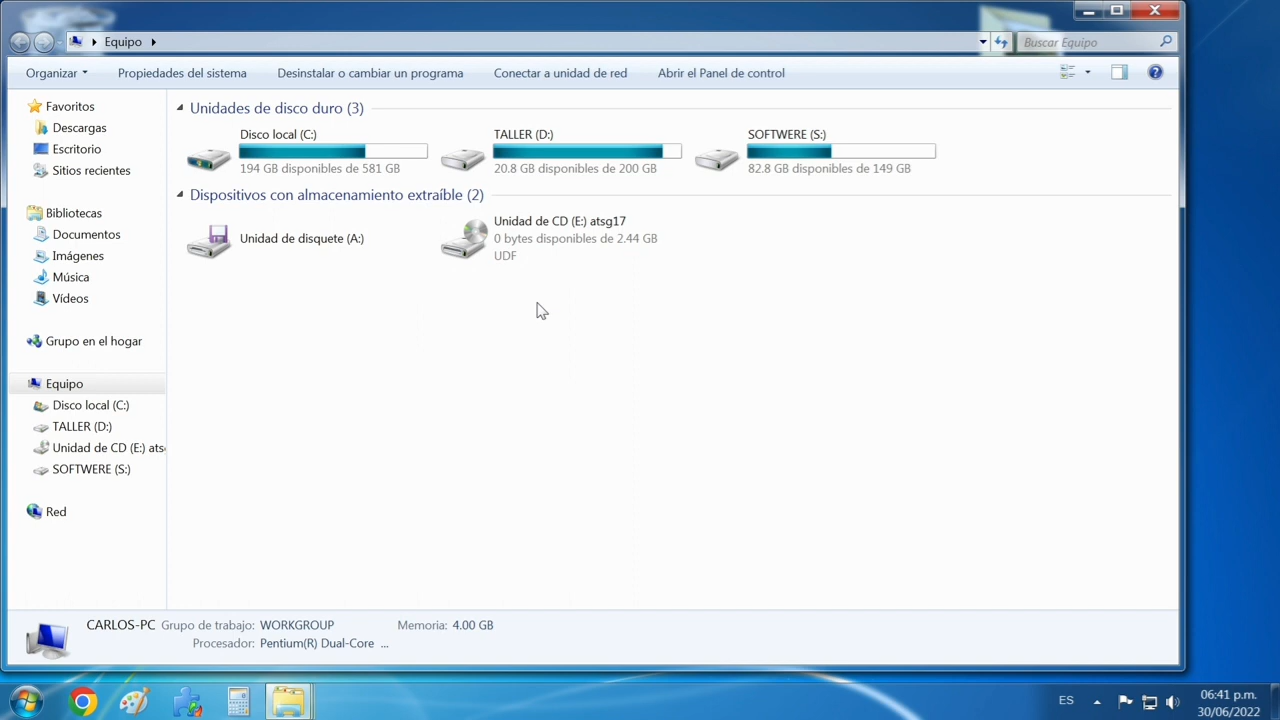 Equipo
Buscar Equipo
Organizar
Propiedades del sistema
Desinstalar o cambiar un programa
Conectar a unidad de red
Abrir el Panel de control
Favoritos
Descargas
Escritorio
Sitios recientes
Bibliotecas
Documentos
Imágenes
Música
Vídeos
Grupo en el hogar
Equipo
Disco local (C:)
TALLER (D:)
Unidad de CD (E:) ats
SOFTWERE (S:)
Red
Unidades de disco duro (3)
Disco local (C:)
194 GB disponibles de 581 GB
TALLER (D:)
20.8 GB disponibles de 200 GB
SOFTWERE (S:)
82.8 GB disponibles de 149 GB
Dispositivos con almacenamiento extraíble (2)
Unidad de disquete (A:)
Unidad de CD (E:) atsg17
0 bytes disponibles de 2.44 GB
UDF
CARLOS-PC Grupo de trabajo: WORKGROUP Memoria: 4.00 GB
Procesador: Pentium(R) Dual-Core ...
ES
06:41 p.m.
30/06/2022